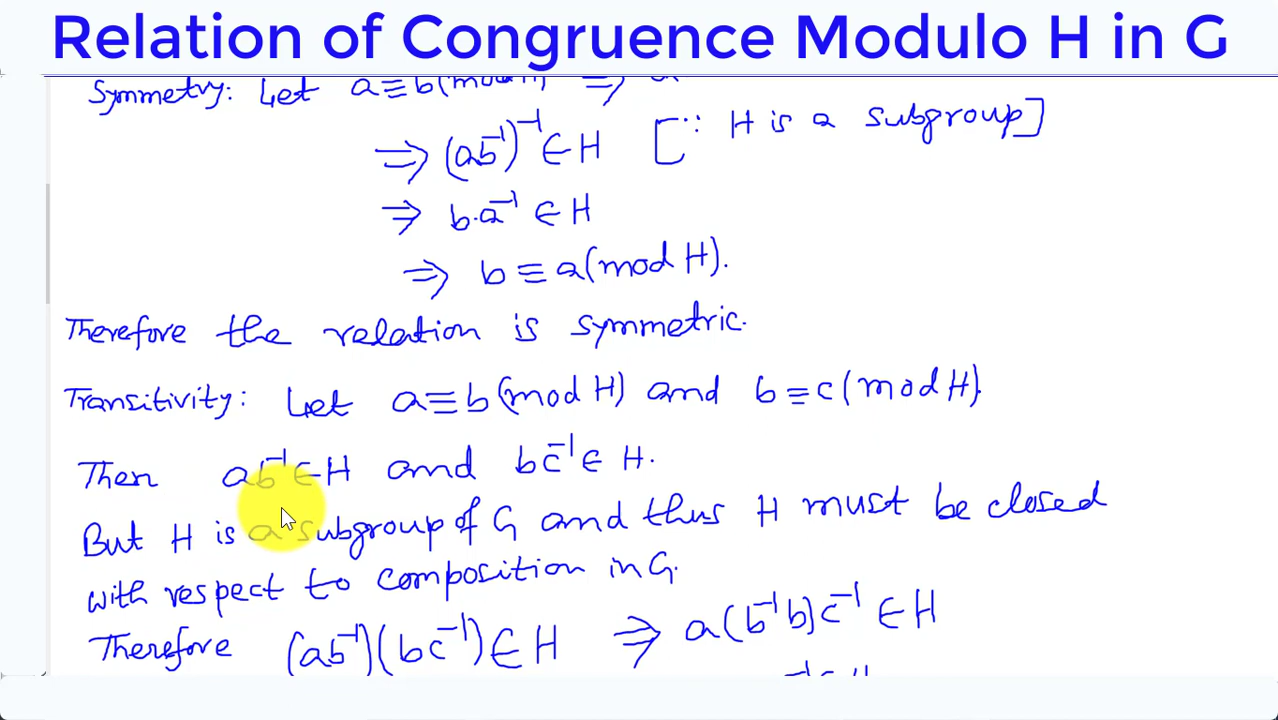 Relation of Congruence Modulo H in G
Symmetry: Let a≡b(mod H) ⇒ a
⇒ (ab⁻¹)⁻¹ ∈ H [∵ H is a subgroup]
⇒ b.a⁻¹ ∈ H
⇒ b ≡ a(mod H).
Therefore the relation is symmetric.
Transitivity: Let a≡b(mod H) and b≡c(mod H).
Then ab⁻¹∈H and bc⁻¹∈ H.
But H is a subgroup of G and thus H must be closed
with respect to composition in G.
Therefore (ab⁻¹)(bc⁻¹)∈H ⇒ a(b⁻¹b)c⁻¹ ∈H